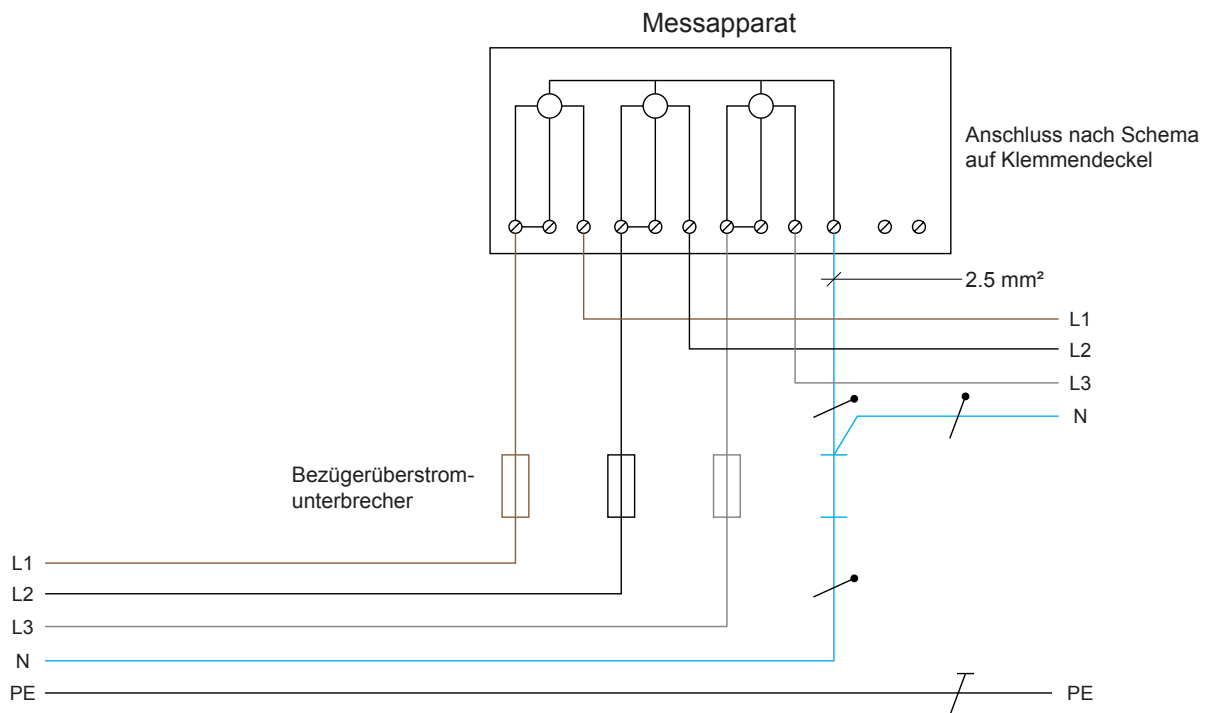 Messapparat
Anschluss nach Schema
auf Klemmendeckel
2.5 mm²
L1
L2
L3
N
Bezügerüberstrom-
unterbrecher
L1
L2
L3
N
PE
PE